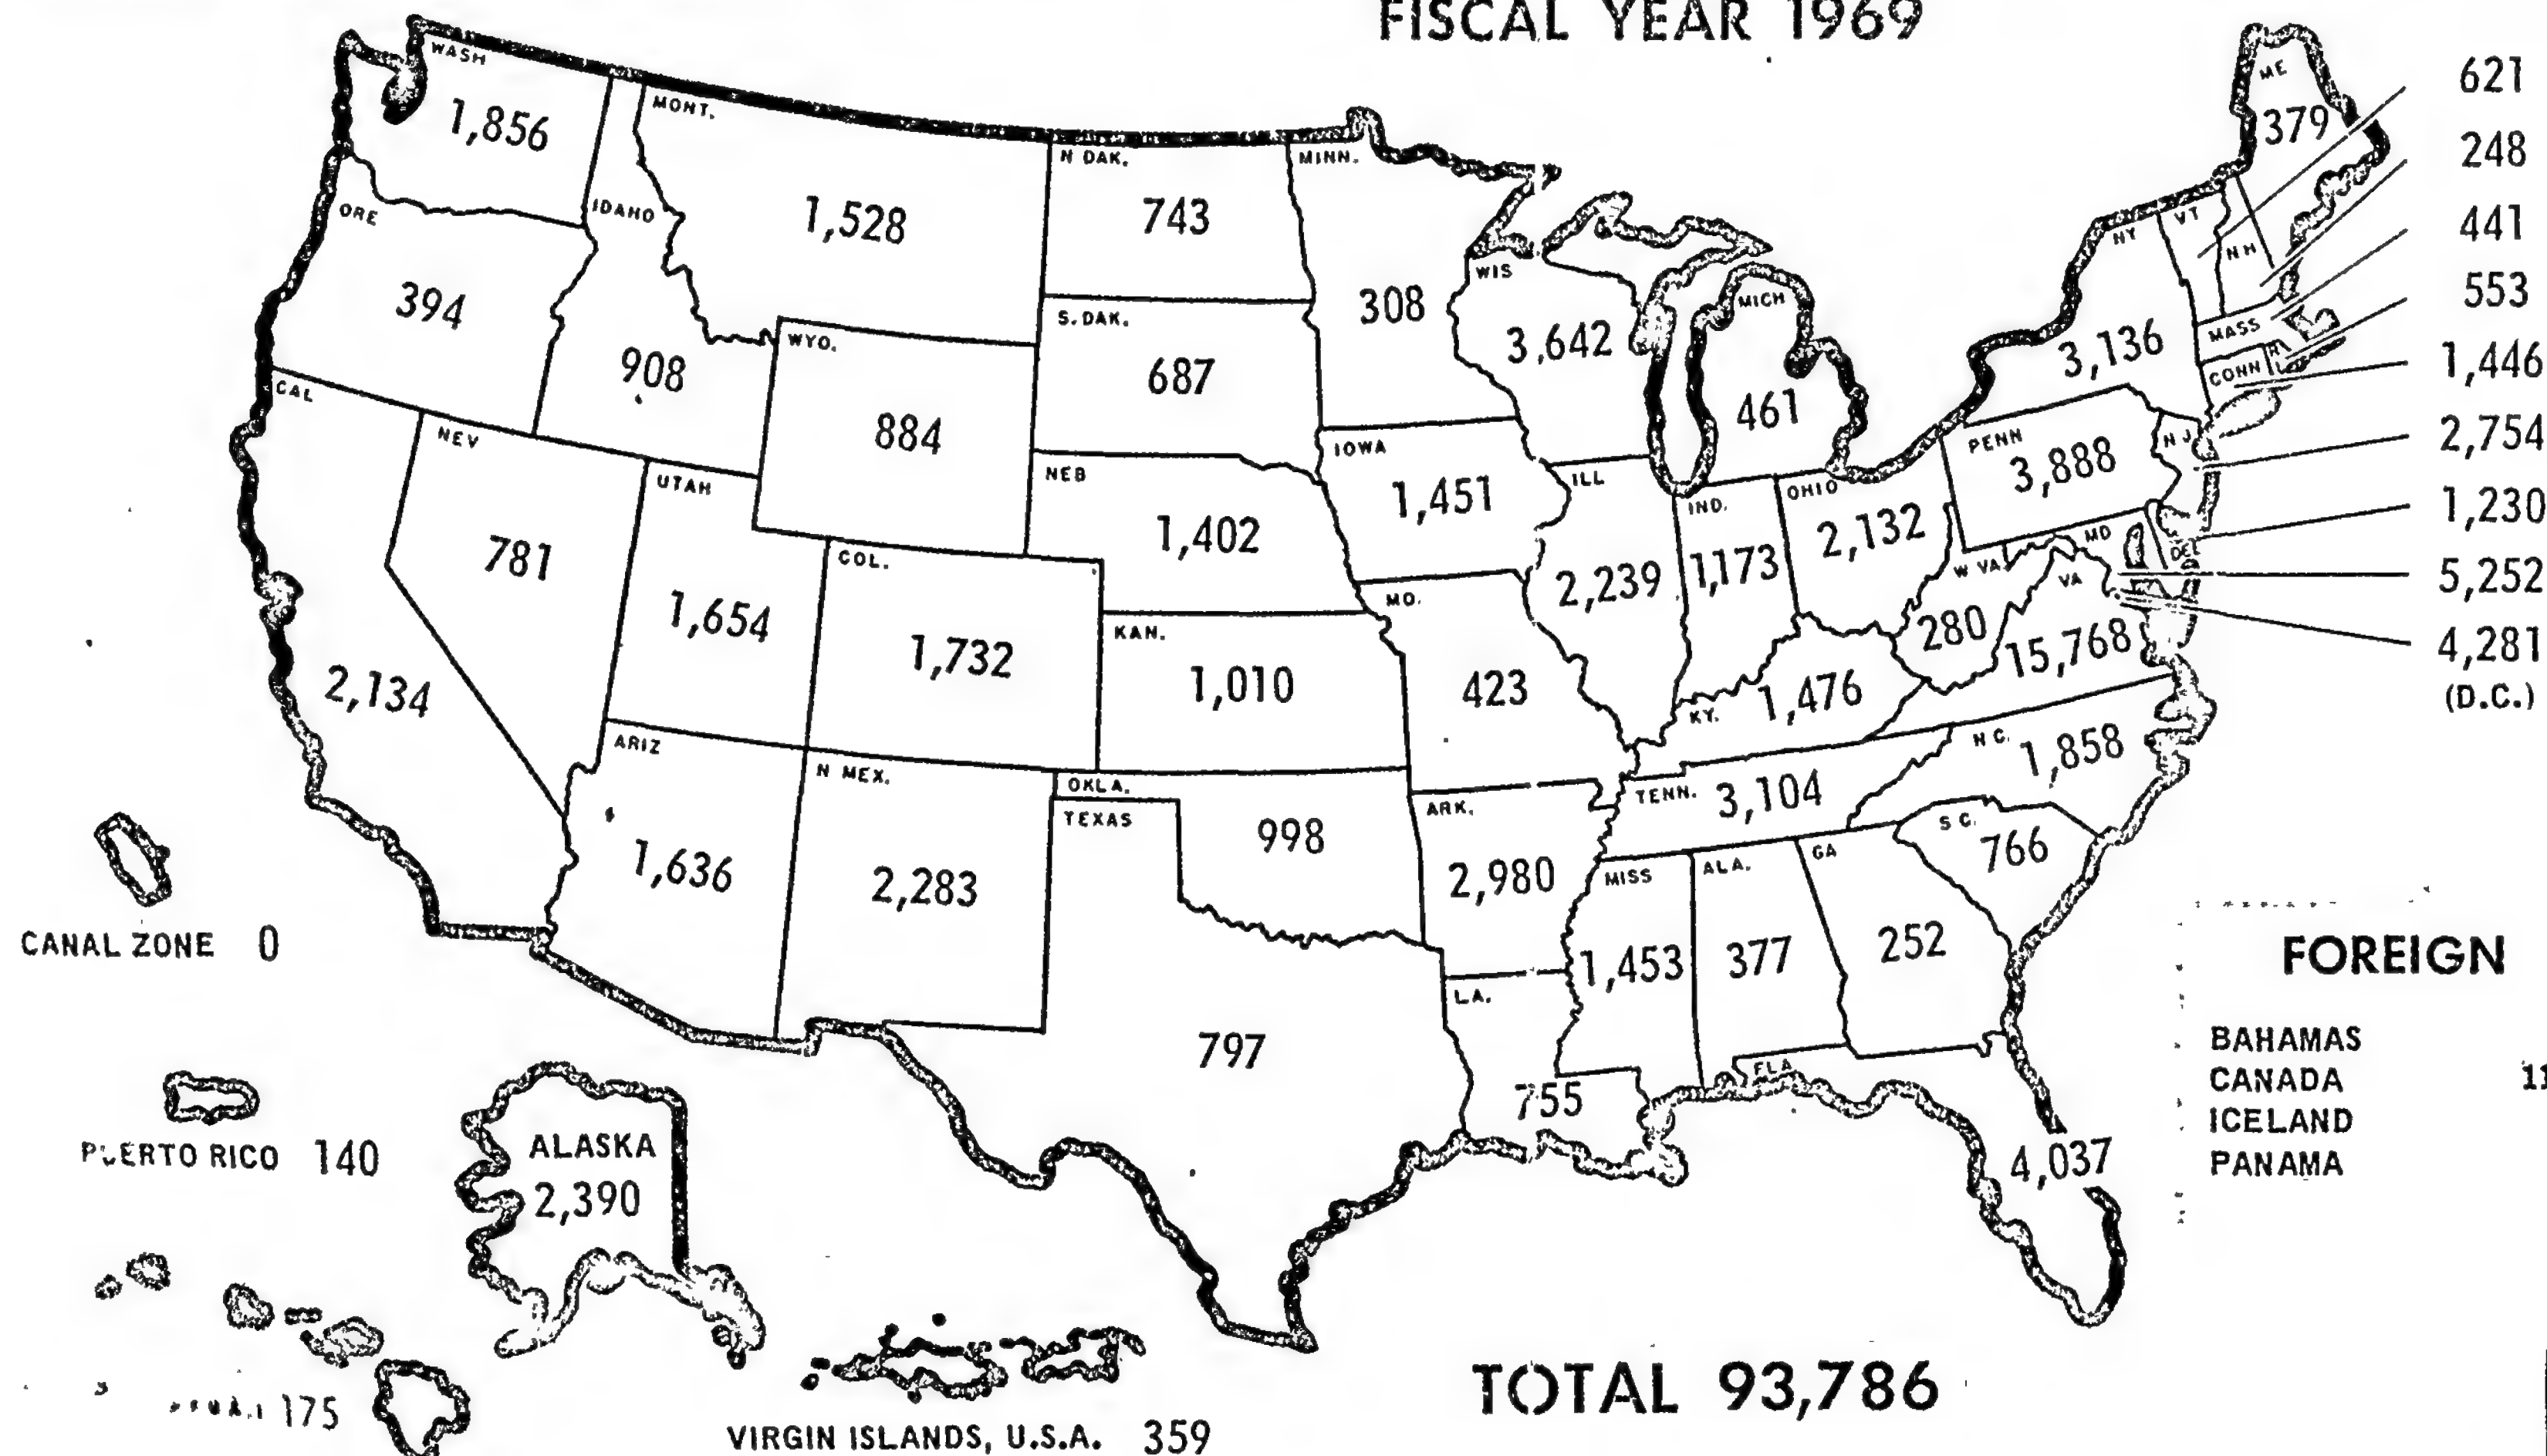 FISCAL YEAR 1969
WASH
1,856
MONT.
1,528
N DAK.
743
MINN.
308
ME
379
621
248
441
553
1,446
2,754
1,230
5,252
4,281
(D.C.)
ORE
394
IDAHO
908
WYO.
884
S. DAK.
687
WIS
3,642
MICH
461
NY
3,136
VT
N H
MASS
CONN
R I
CAL
2,134
NEV
781
UTAH
1,654
COL.
1,732
NEB
1,402
IOWA
1,451
ILL
2,239
IND.
1,173
OHIO
2,132
PENN
3,888
N J
MD
DEL
W VA.
280
VA
15,768
KAN.
1,010
MO.
423
KY.
1,476
ARIZ
1,636
N MEX.
2,283
OKLA.
998
TEXAS
797
ARK.
2,980
TENN.
3,104
N C.
1,858
S C.
766
MISS
1,453
ALA.
377
GA
252
LA.
755
FLA
4,037
CANAL ZONE 0
PUERTO RICO 140
ALASKA
2,390
175
VIRGIN ISLANDS, U.S.A. 359
FOREIGN
BAHAMAS
CANADA 11
ICELAND
PANAMA
TOTAL 93,786